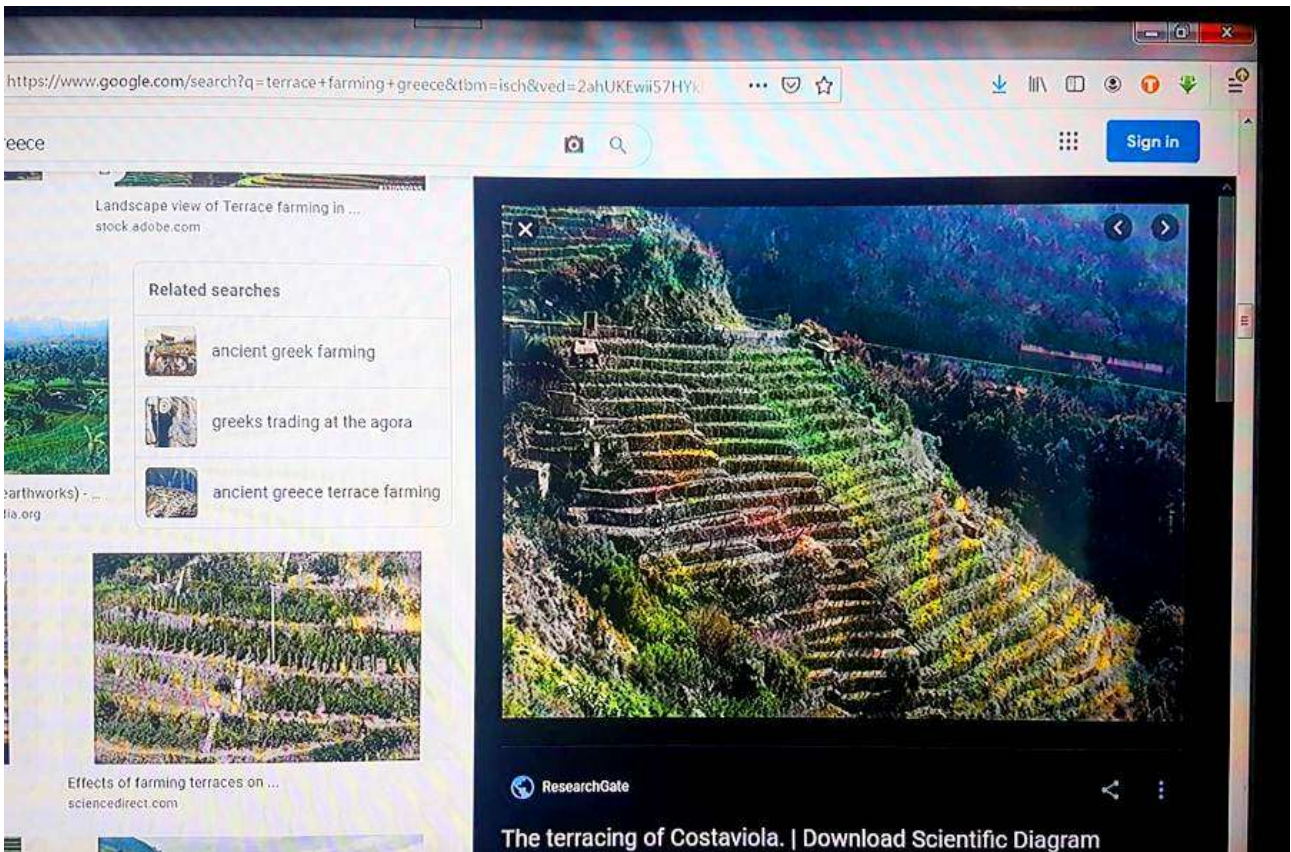 https://www.google.com/search?q=terrace+farming+greece&tbm=isch&ved=2ahUKEwii57HYk
eece
Sign in
Landscape view of Terrace farming in ...
stock.adobe.com
Related searches
ancient greek farming
greeks trading at the agora
ancient greece terrace farming
earthworks) - ...
dia.org
Effects of farming terraces on ...
sciencedirect.com
ResearchGate
The terracing of Costaviola. | Download Scientific Diagram